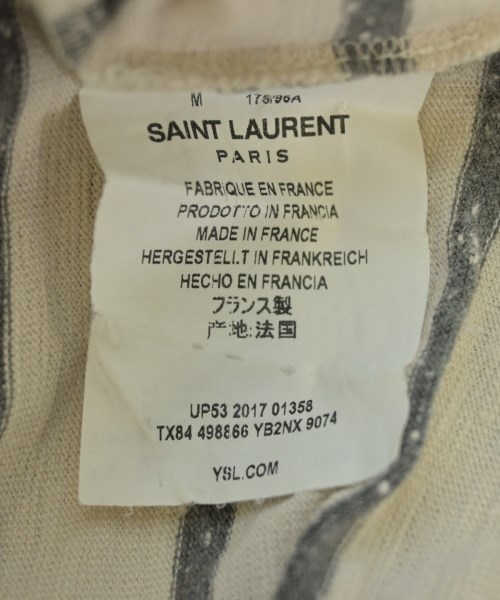 M 175/96A
SAINT LAURENT
PARIS
FABRIQUE EN FRANCE
PRODOTTO IN FRANCIA
MADE IN FRANCE
HERGESTELLT IN FRANKREICH
HECHO EN FRANCIA
フランス製
产地:法国
UP53 2017 01358
TX84 498866 YB2NX 9074
YSL.COM